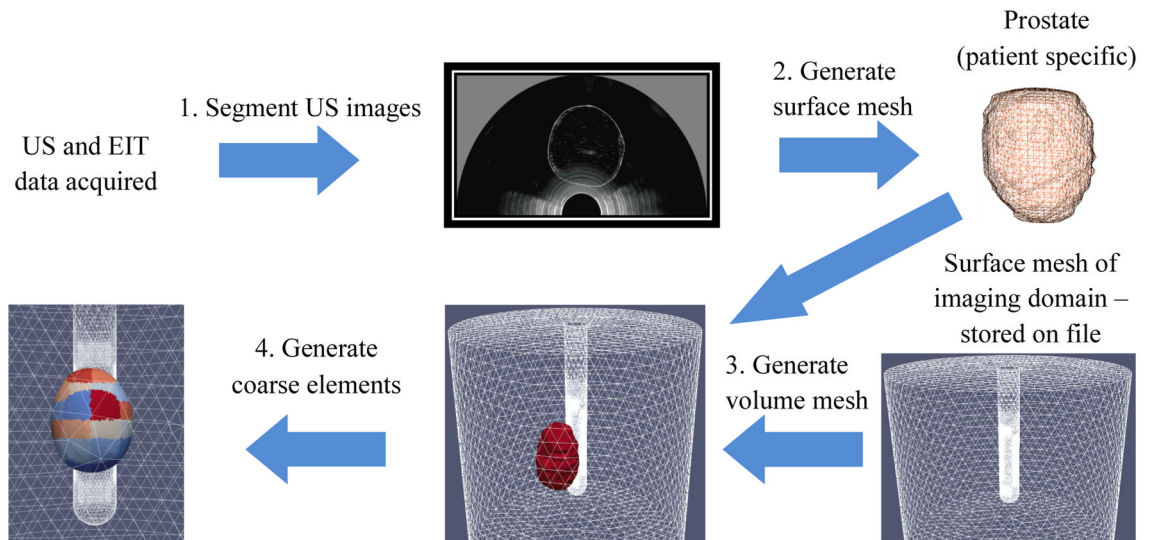 US and EIT
data acquired
1. Segment US images
2. Generate
surface mesh
Prostate
(patient specific)
Surface mesh of
imaging domain –
stored on file
3. Generate
volume mesh
4. Generate
coarse elements